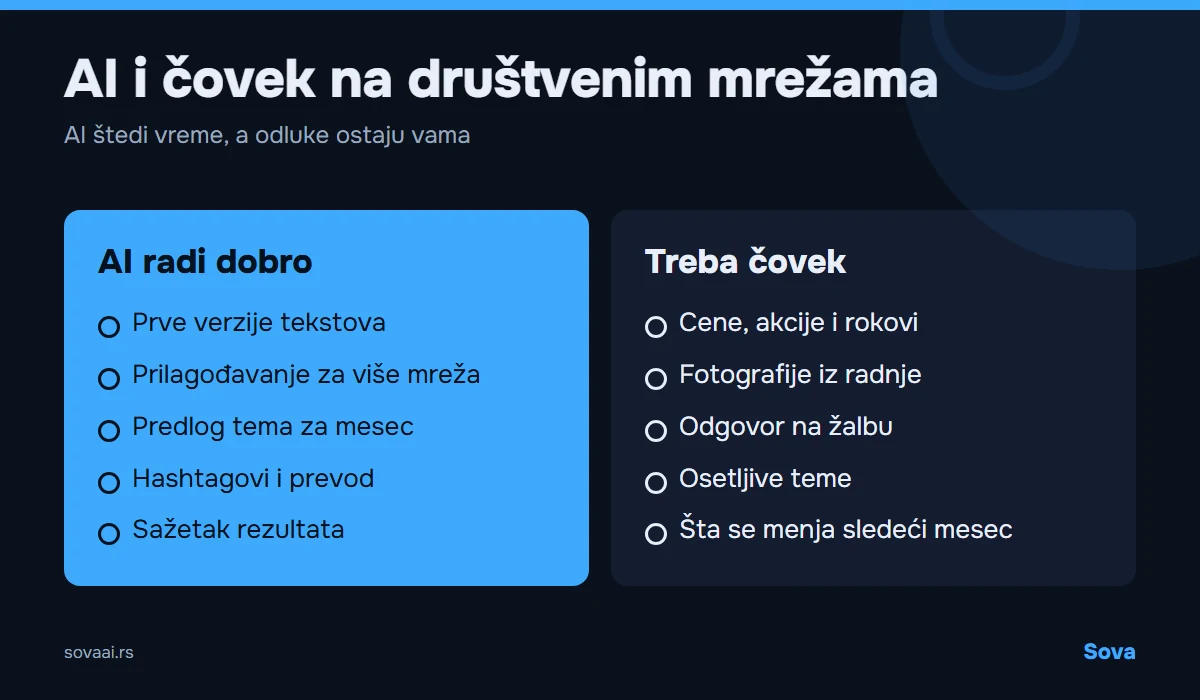 AI i čovek na društvenim mrežama
AI štedi vreme, a odluke ostaju vama
AI radi dobro
Prve verzije tekstova
Prilagođavanje za više mreža
Predlog tema za mesec
Hashtagovi i prevod
Sažetak rezultata
Treba čovek
Cene, akcije i rokovi
Fotografije iz radnje
Odgovor na žalbu
Osetljive teme
Šta se menja sledeći mesec
sovaai.rs
Sova